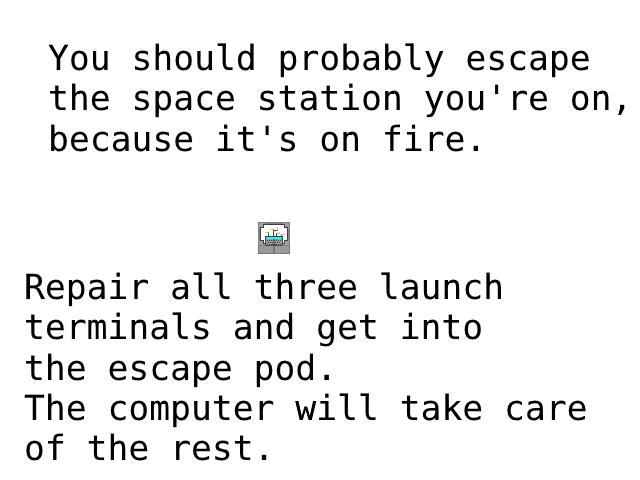 You should probably escape
the space station you're on,
because it's on fire.
Repair all three launch
terminals and get into
the escape pod.
The computer will take care
of the rest.